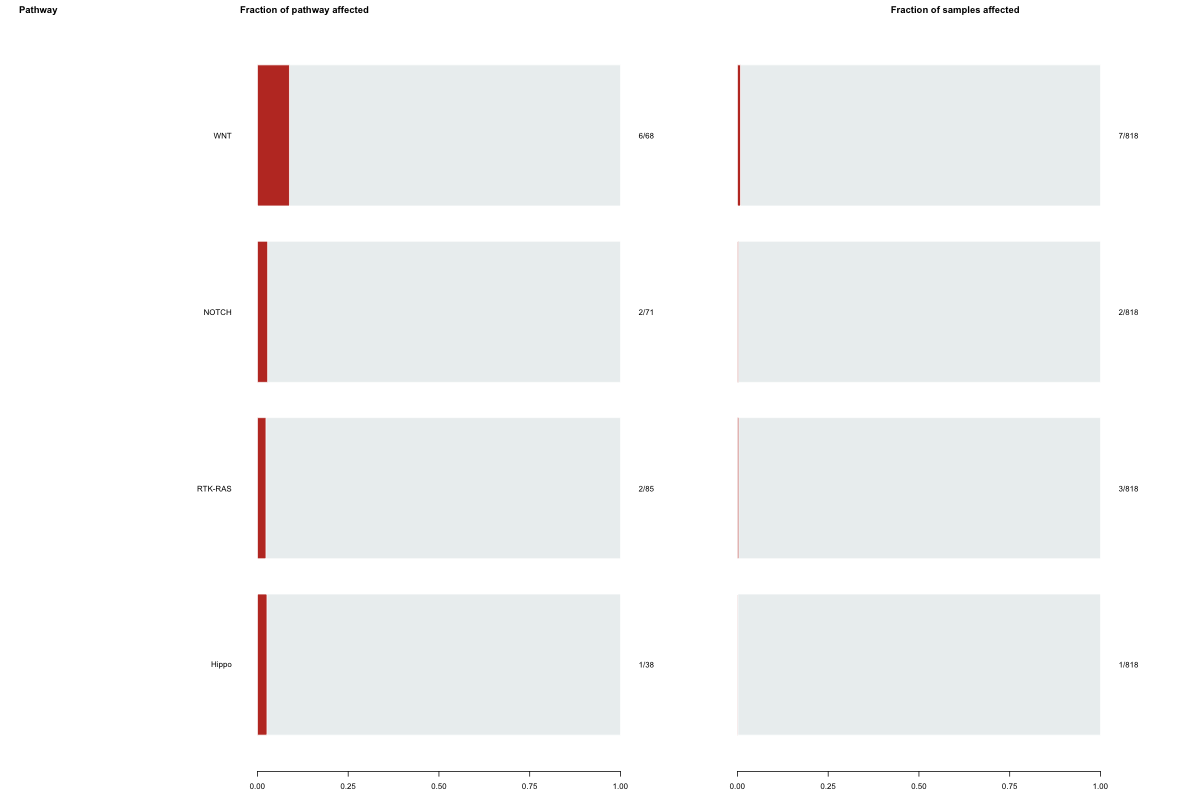 Pathway Fraction of pathway affected Fraction of samples affected
WNT 6/68 7/818
NOTCH 2/71 2/818
RTK-RAS 2/85 3/818
Hippo 1/38 1/818
0.00 0.25 0.50 0.75 1.00 0.00 0.25 0.50 0.75 1.00